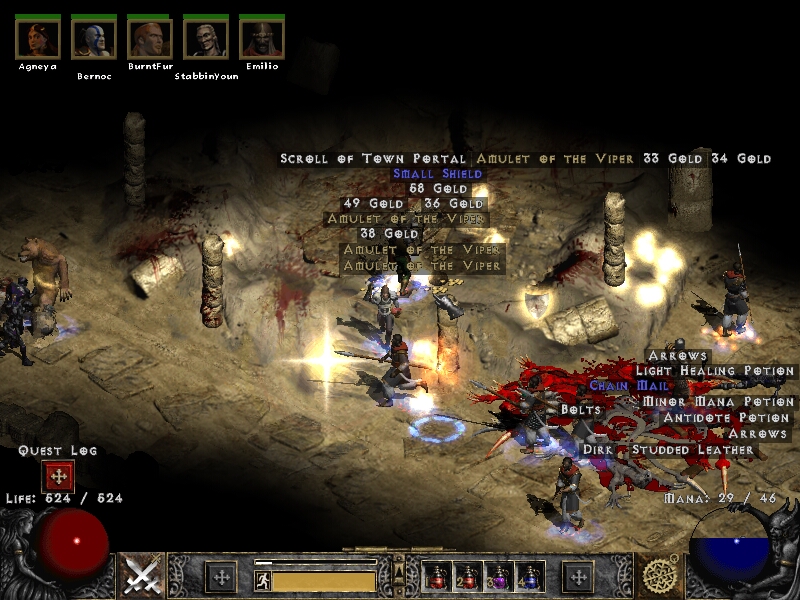 Agneya
Bernoc
BurntFur
StabbinYoun
Emilio
Scroll of Town Portal Amulet of the Viper 33 Gold 34 Gold
Small Shield
58 Gold
49 Gold 36 Gold
Amulet of the Viper
38 Gold
Amulet of the Viper
Amulet of the Viper
Arrows
Light Healing Potion
Chain Mail
Minor Mana Potion
Bolts
Antidote Potion
Arrows
Dirk Studded Leather
Quest Log
Life: 524 / 524
Mana: 29 / 46
2 3 4